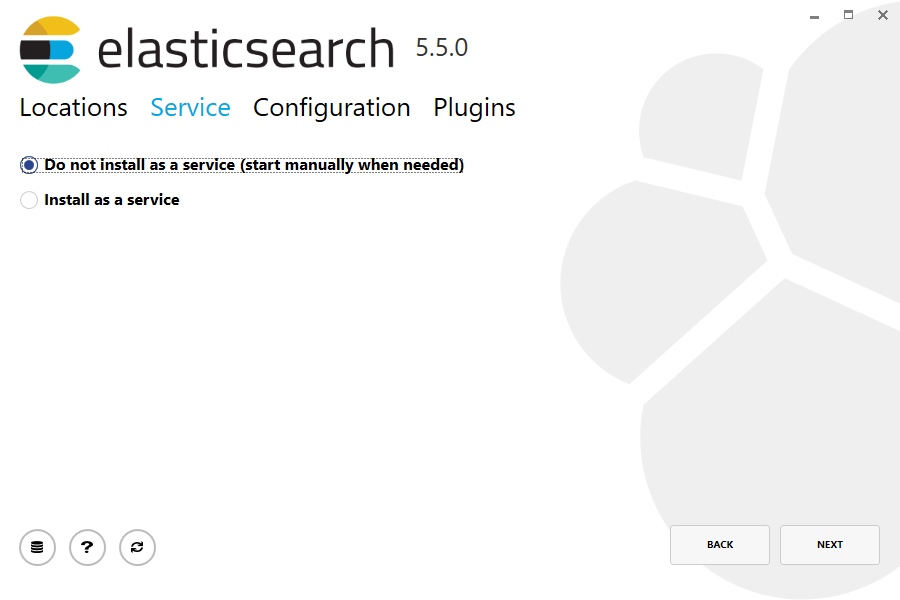 elasticsearch 5.5.0
Locations Service Configuration Plugins
Do not install as a service (start manually when needed)
Install as a service
? BACK NEXT